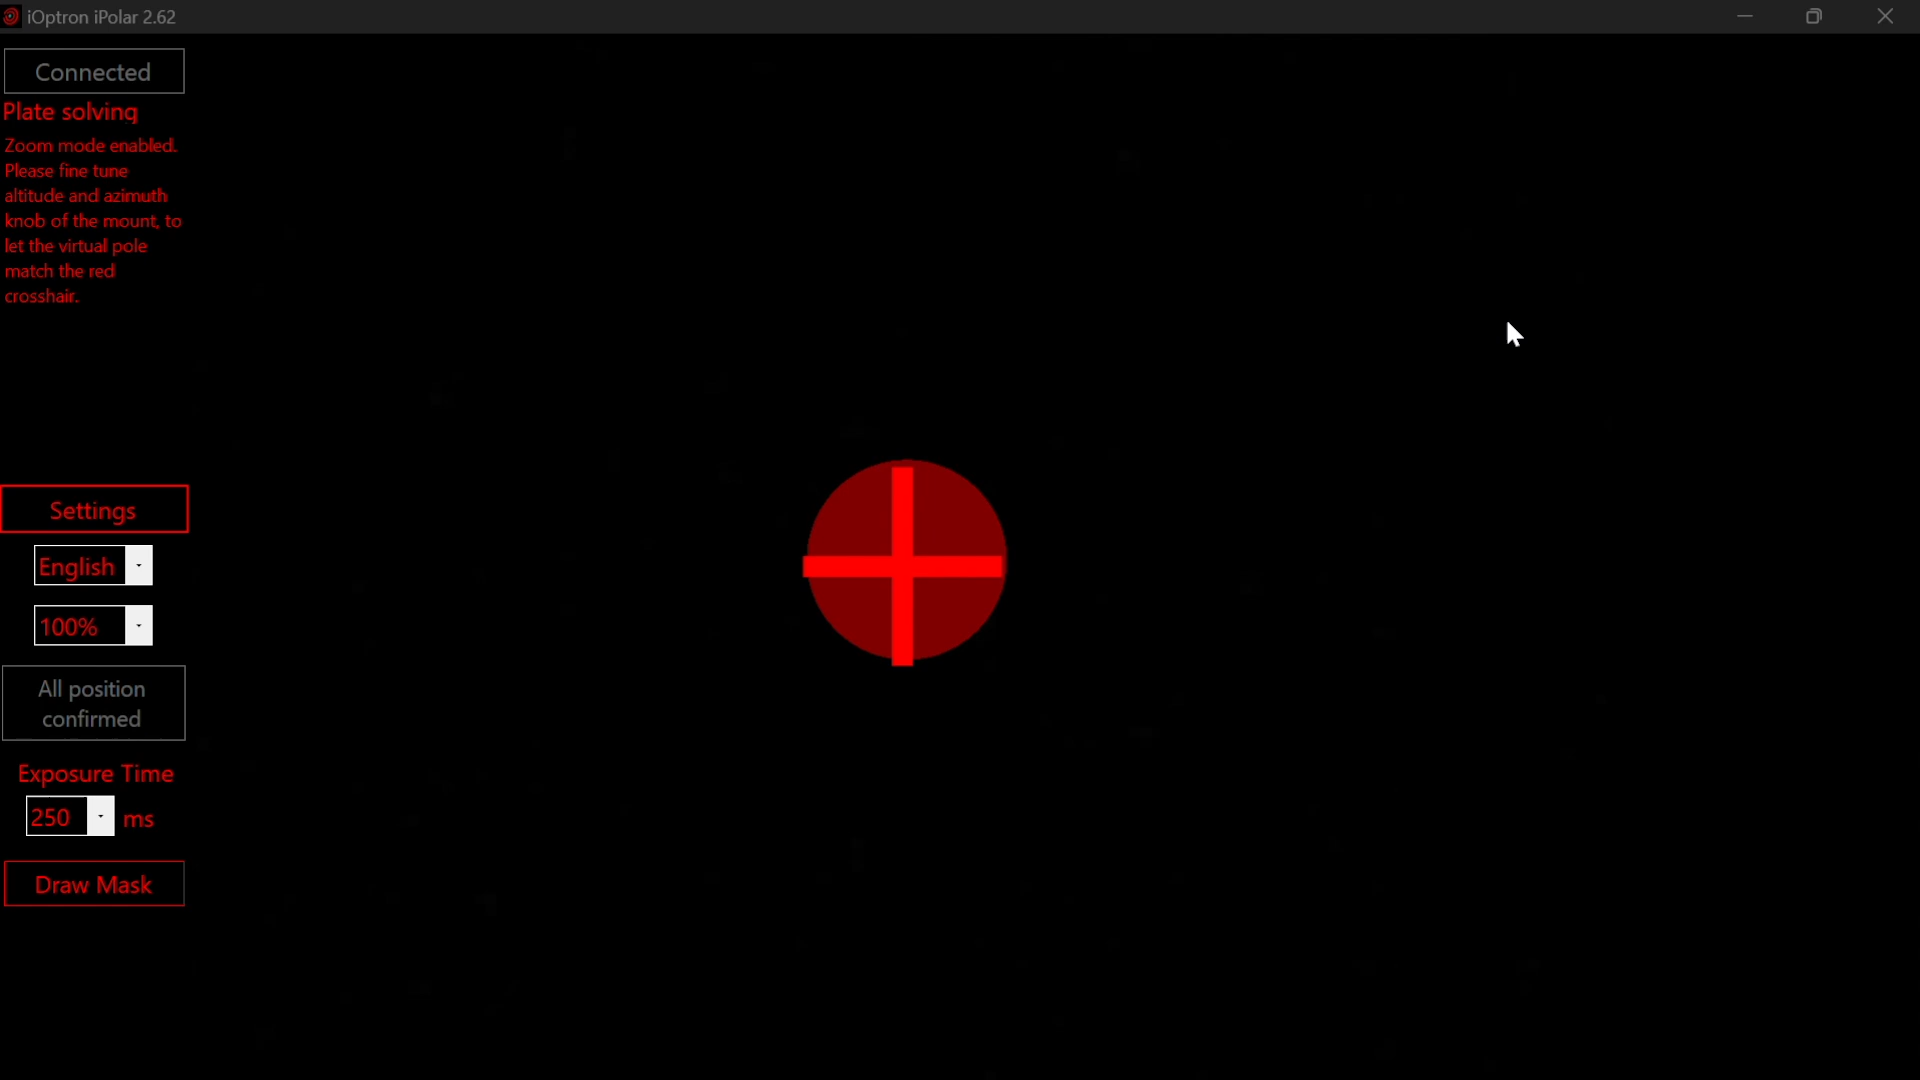 iOptron iPolar 2.62
Connected
Plate solving
Zoom mode enabled.
Please fine tune
altitude and azimuth
knob of the mount, to
let the virtual pole
match the red
crosshair.
Settings
English
100%
All position
confirmed
Exposure Time
250 ms
Draw Mask